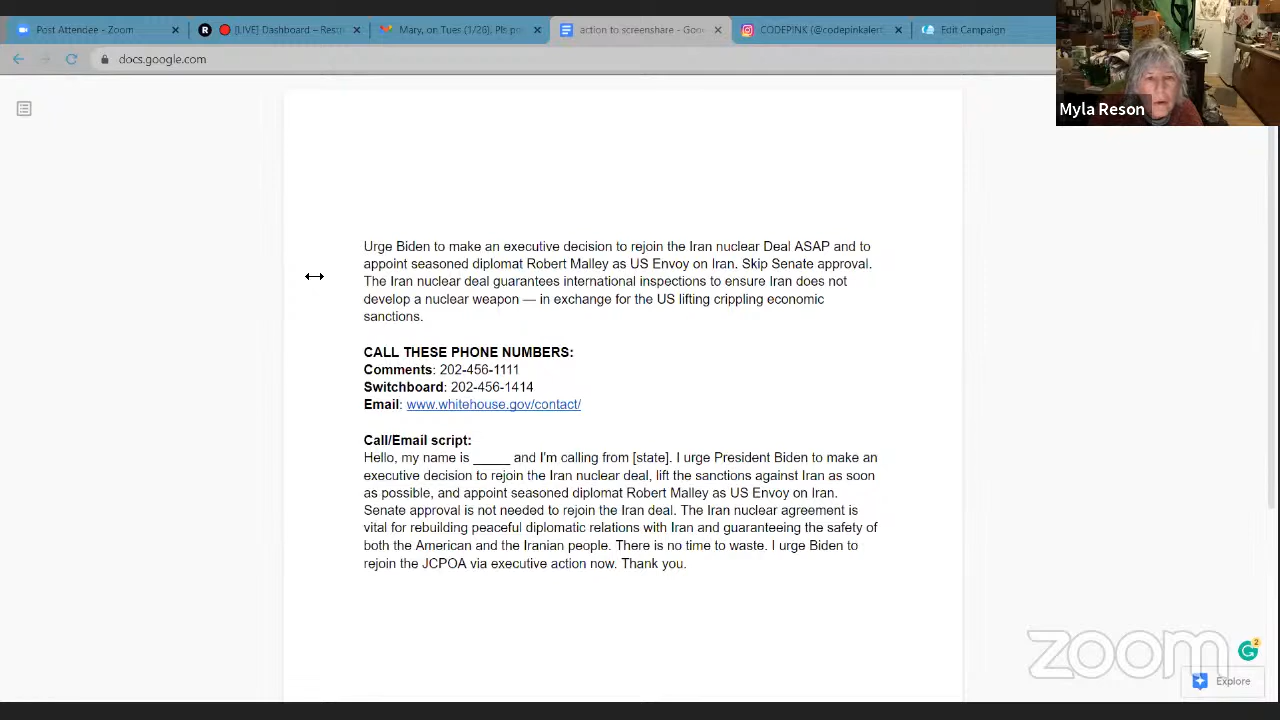 Post Attendee - Zoom
R
[LIVE] Dashboard – Restr
Mary, on Tues (1/26), Pls po
action to screenshare - Goo
CODEPINK (@codepinkalert
Edit Campaign
docs.google.com
Myla Reson
Urge Biden to make an executive decision to rejoin the Iran nuclear Deal ASAP and to
appoint seasoned diplomat Robert Malley as US Envoy on Iran. Skip Senate approval.
The Iran nuclear deal guarantees international inspections to ensure Iran does not
develop a nuclear weapon — in exchange for the US lifting crippling economic
sanctions.
CALL THESE PHONE NUMBERS:
Comments: 202-456-1111
Switchboard: 202-456-1414
Email: www.whitehouse.gov/contact/
Call/Email script:
Hello, my name is _____ and I'm calling from [state]. I urge President Biden to make an
executive decision to rejoin the Iran nuclear deal, lift the sanctions against Iran as soon
as possible, and appoint seasoned diplomat Robert Malley as US Envoy on Iran.
Senate approval is not needed to rejoin the Iran deal. The Iran nuclear agreement is
vital for rebuilding peaceful diplomatic relations with Iran and guaranteeing the safety of
both the American and the Iranian people. There is no time to waste. I urge Biden to
rejoin the JCPOA via executive action now. Thank you.
zoom
2
Explore